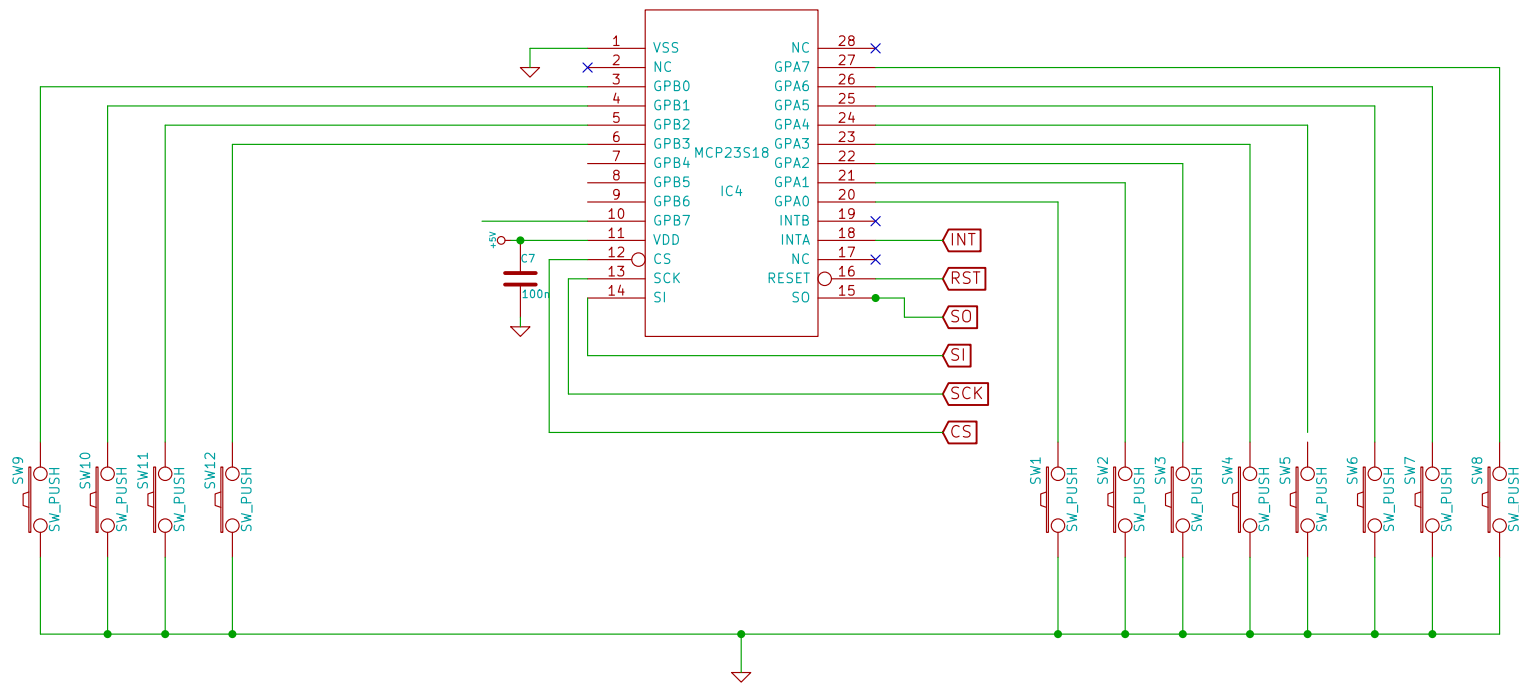 1 VSS NC 28
2 NC GPA7 27
3 GPB0 GPA6 26
4 GPB1 GPA5 25
5 GPB2 GPA4 24
6 GPB3 GPA3 23
MCP23S18
7 GPB4 GPA2 22
8 GPB5 GPA1 21
IC4
9 GPB6 GPA0 20
10 GPB7 INTB 19
+5V
11 VDD INTA 18 INT
12 CS NC 17
C7
13 SCK RESET 16 RST
100n
14 SI SO 15
SO
SI
SCK
CS
SW9 SW_PUSH
SW10 SW_PUSH
SW11 SW_PUSH
SW12 SW_PUSH
SW1 SW_PUSH
SW2 SW_PUSH
SW3 SW_PUSH
SW4 SW_PUSH
SW5 SW_PUSH
SW6 SW_PUSH
SW7 SW_PUSH
SW8 SW_PUSH